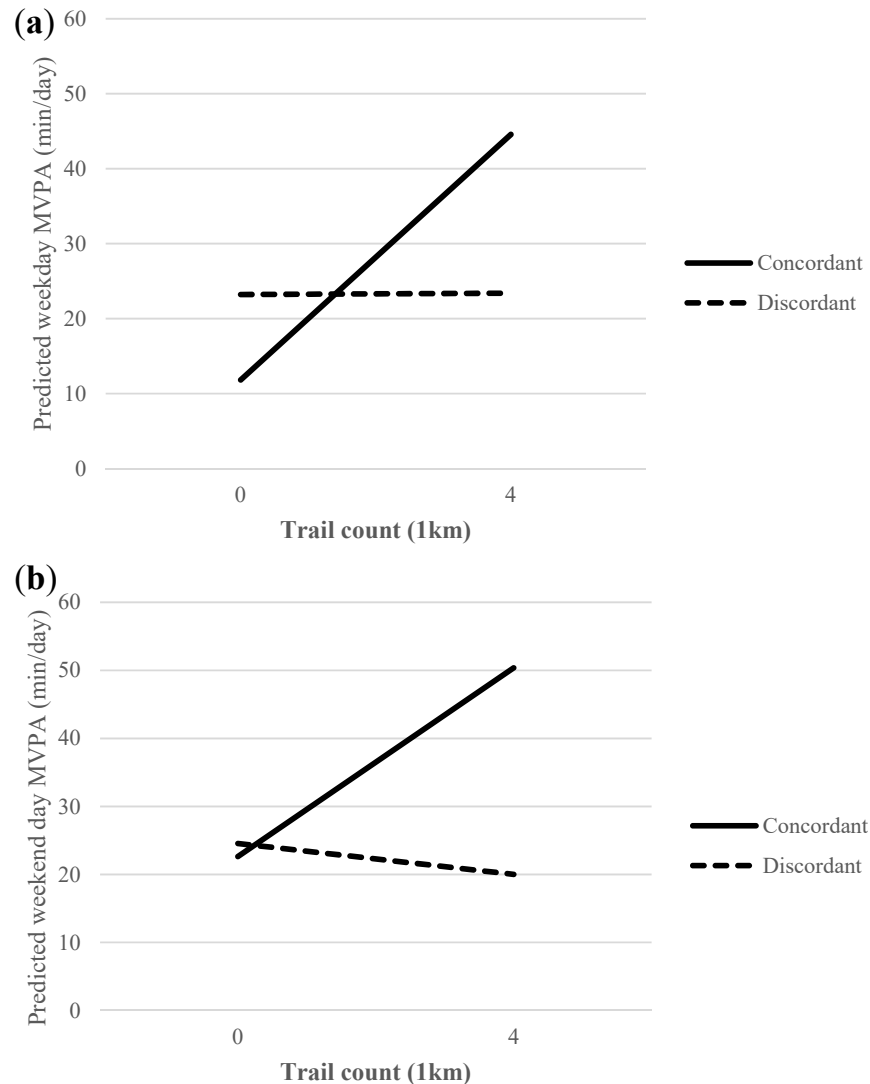 (a)
Predicted weekday MVPA (min/day)
60
50
40
30
20
10
0
0 4
Trail count (1km)
Concordant
Discordant
(b)
Predicted weekend day MVPA (min/day)
60
50
40
30
20
10
0
0 4
Trail count (1km)
Concordant
Discordant